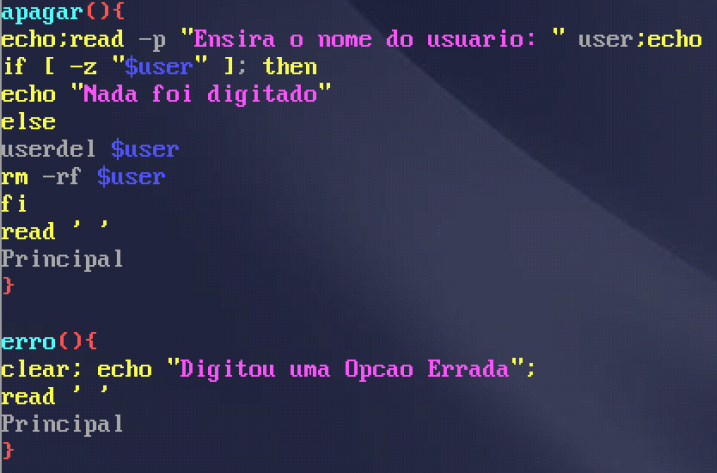 apagar(){
echo;read -p "Ensira o nome do usuario: " user;echo
if [ -z "$user" ]; then
echo "Nada foi digitado"
else
userdel $user
rm -rf $user
fi
read ' '
Principal
}
erro(){
clear; echo "Digitou uma Opcao Errada";
read ' '
Principal
}